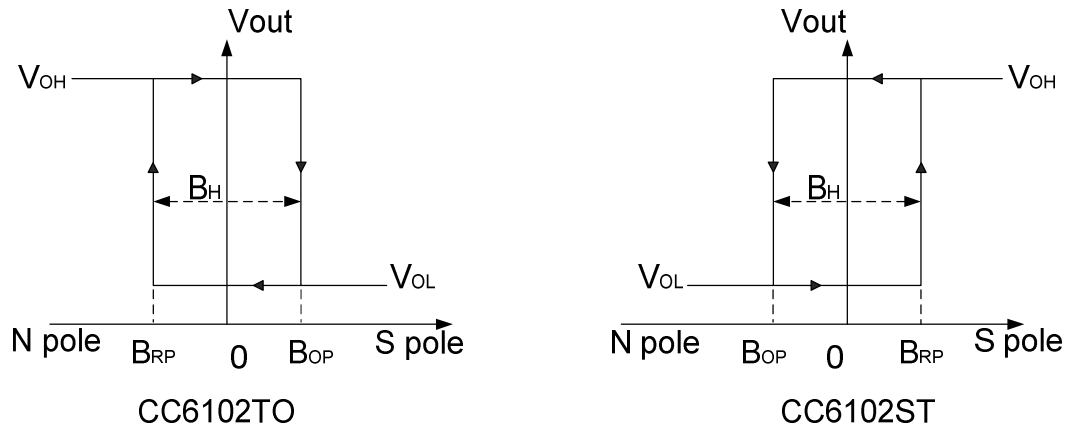 Vout
VOH
BH
VOL
N pole
BRP
0
BOP
S pole
CC6102TO
Vout
VOH
BH
VOL
N pole
BOP
0
BRP
S pole
CC6102ST